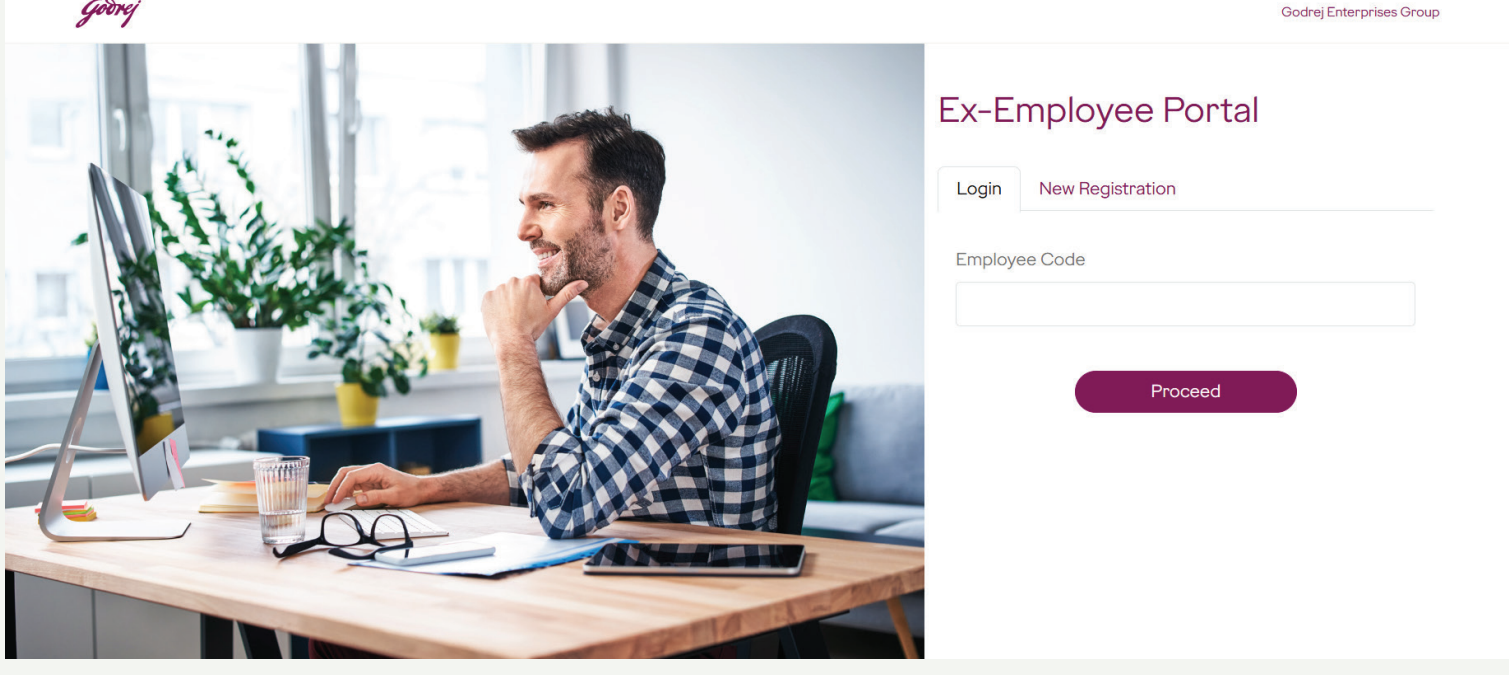 Godrej
Godrej Enterprises Group
Ex-Employee Portal
Login
New Registration
Employee Code
Proceed